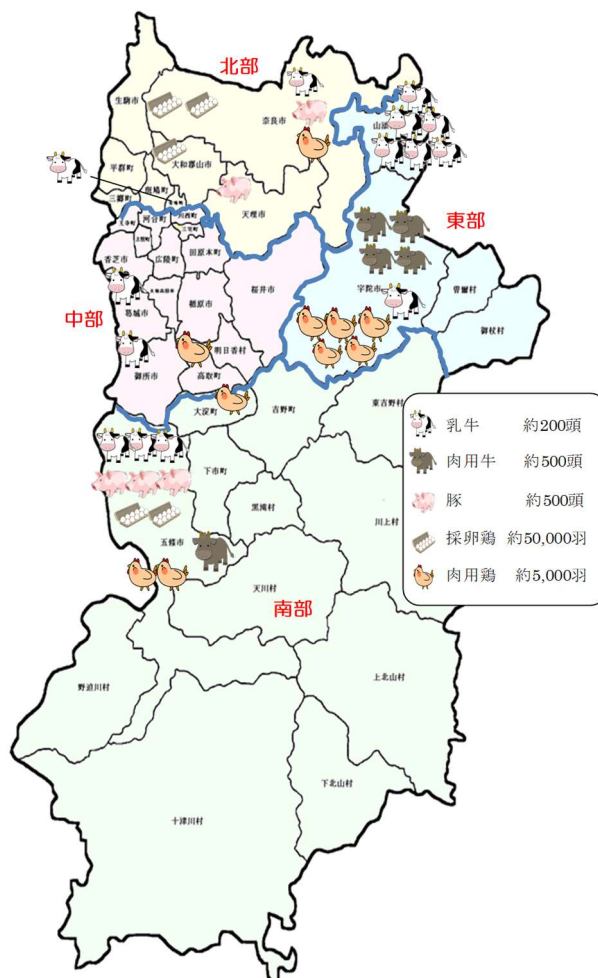 北部
生駒市
奈良市
山添
平群町
大和郡山市
斑鳩町
三郷町
天理市
東部
河合町
川西町
三宅町
王寺町
香芝市
広陵町
田原本町
桜井市
宇陀市
曽爾村
御杖村
中部
葛城市
橿原市
明日香村
御所市
高取町
大淀町
吉野町
東吉野村
乳牛 約200頭
肉用牛 約500頭
豚 約500頭
採卵鶏 約50,000羽
肉用鶏 約5,000羽
下市町
黒滝村
川上村
五條市
天川村
南部
野迫川村
上北山村
下北山村
十津川村